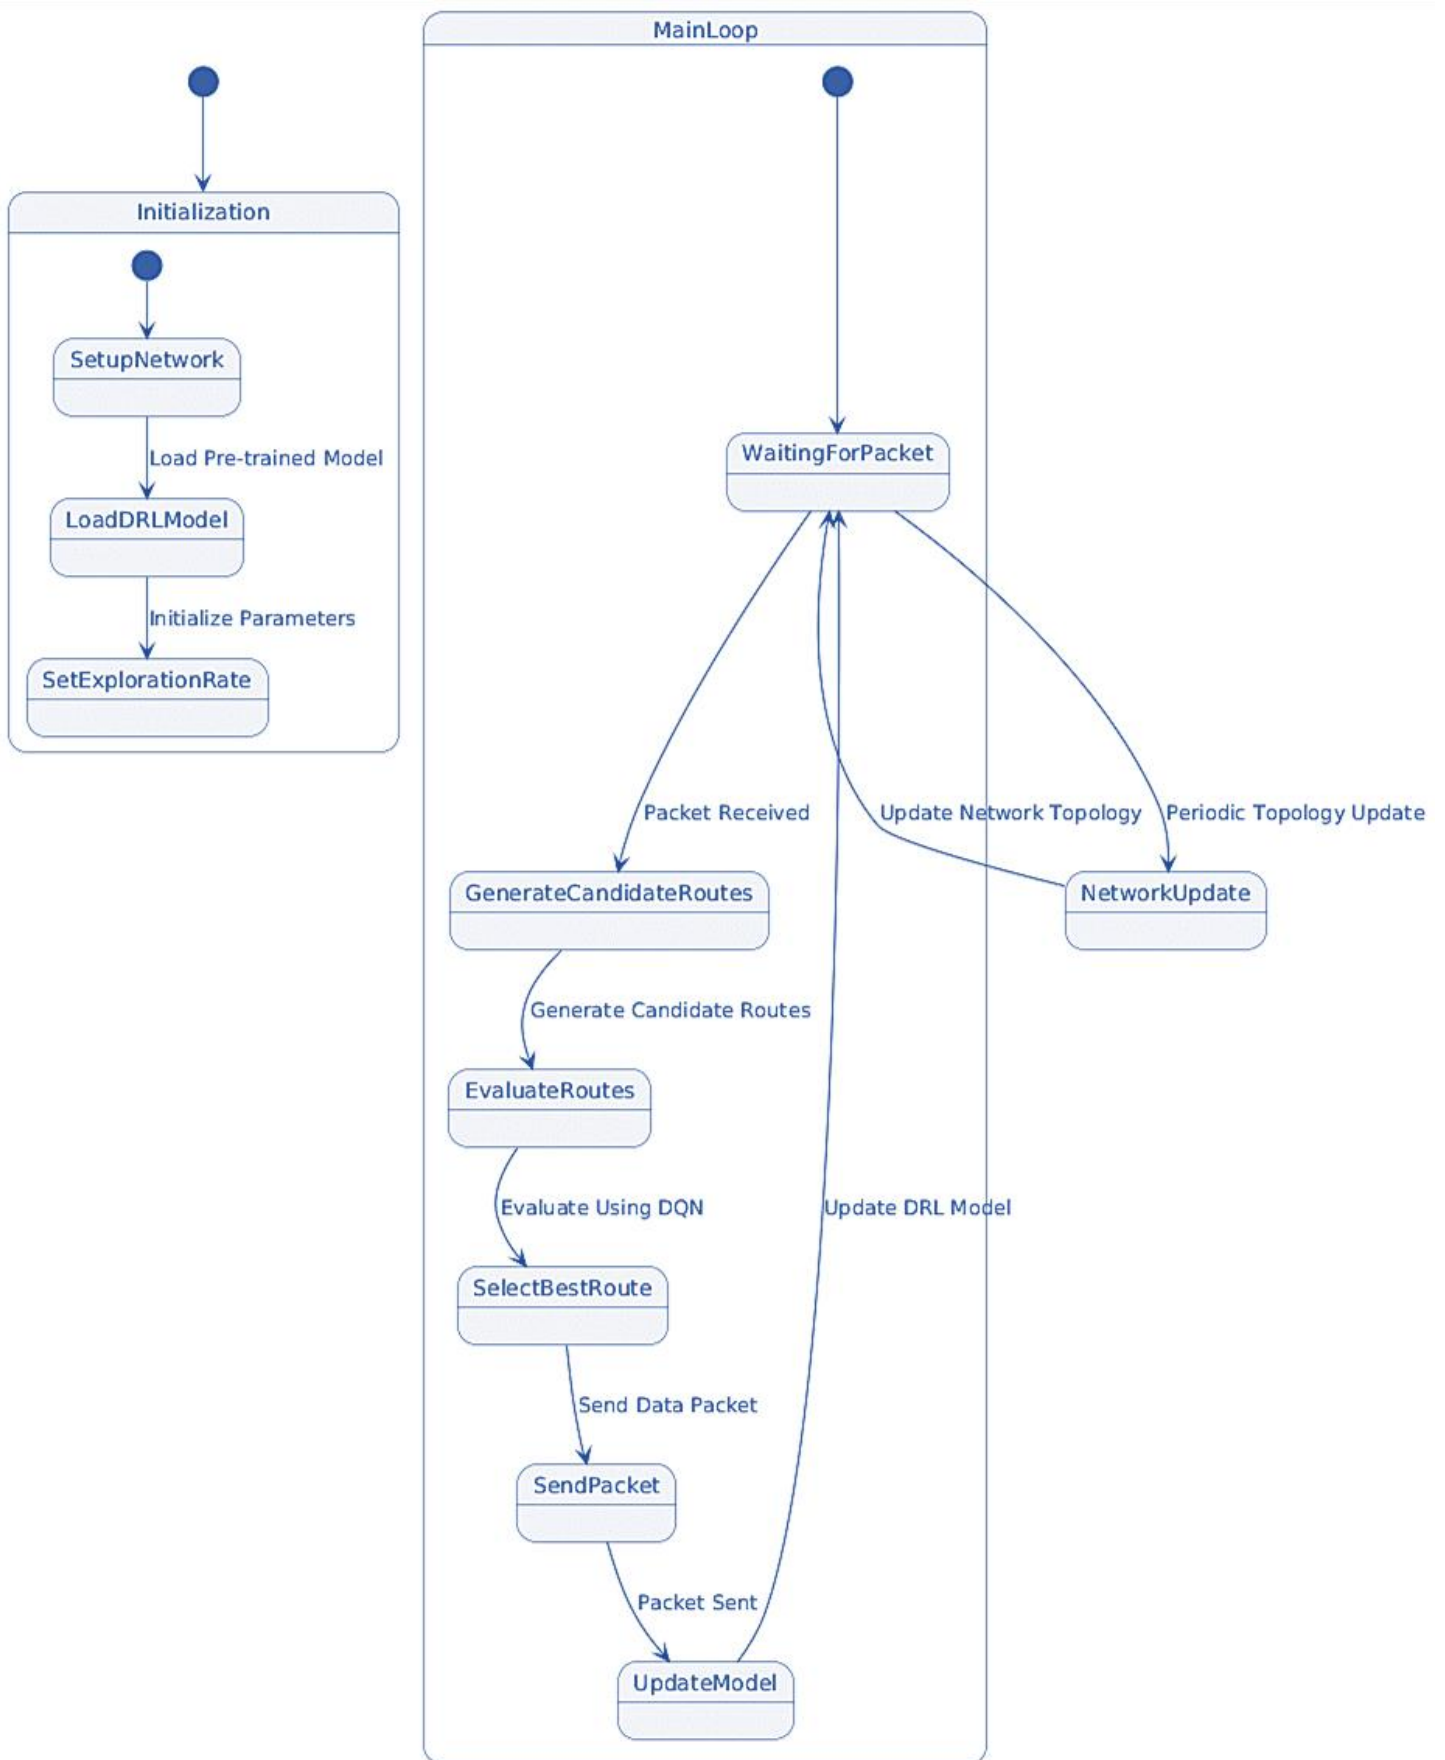 MainLoop
Initialization
SetupNetwork
Load Pre-trained Model
LoadDRLModel
Initialize Parameters
SetExplorationRate
WaitingForPacket
Packet Received
Update Network Topology
Periodic Topology Update
GenerateCandidateRoutes
NetworkUpdate
Generate Candidate Routes
EvaluateRoutes
Evaluate Using DQN
Update DRL Model
SelectBestRoute
Send Data Packet
SendPacket
Packet Sent
UpdateModel